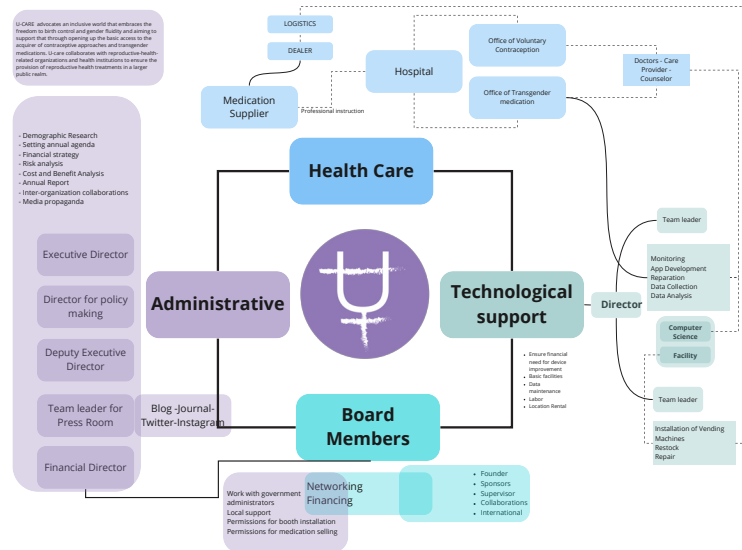 U-CARE advocates an inclusive world that embraces the
freedom to birth control and gender fluidity and aiming to
support that through opening up the basic access to the
acquirer of contraceptive approaches and transgender
medications. U-care collaborates with reproductive-health-
related organizations and health institutions to ensure the
provision of reproductive health treatments in a larger
public realm.
LOGISTICS
DEALER
Medication
Supplier
Professional instruction
Hospital
Office of Voluntary
Contraception
Office of Transgender
medication
Doctors - Care
Provider -
Counselor
- Demographic Research
- Setting annual agenda
- Financial strategy
- Risk analysis
- Cost and Benefit Analysis
- Annual Report
- Inter-organization collaborations
- Media propaganda
Executive Director
Director for policy
making
Deputy Executive
Director
Team leader for
Press Room
Blog -Journal-
Twitter-Instagram
Financial Director
Health Care
Administrative
Technological
support
Board
Members
Director
Team leader
Monitoring
App Development
Reparation
Data Collection
Data Analysis
Computer
Science
Facility
Team leader
Installation of Vending
Machines
Restock
Repair
• Ensure financial
need for device
improvement
• Basic facilities
• Data
maintenance
• Labor
• Location Rental
Networking
Financing
Work with government
administrators
Local support
Permissions for booth installation
Permissions for medication selling
• Founder
• Sponsors
• Supervisor
• Collaborations
• International